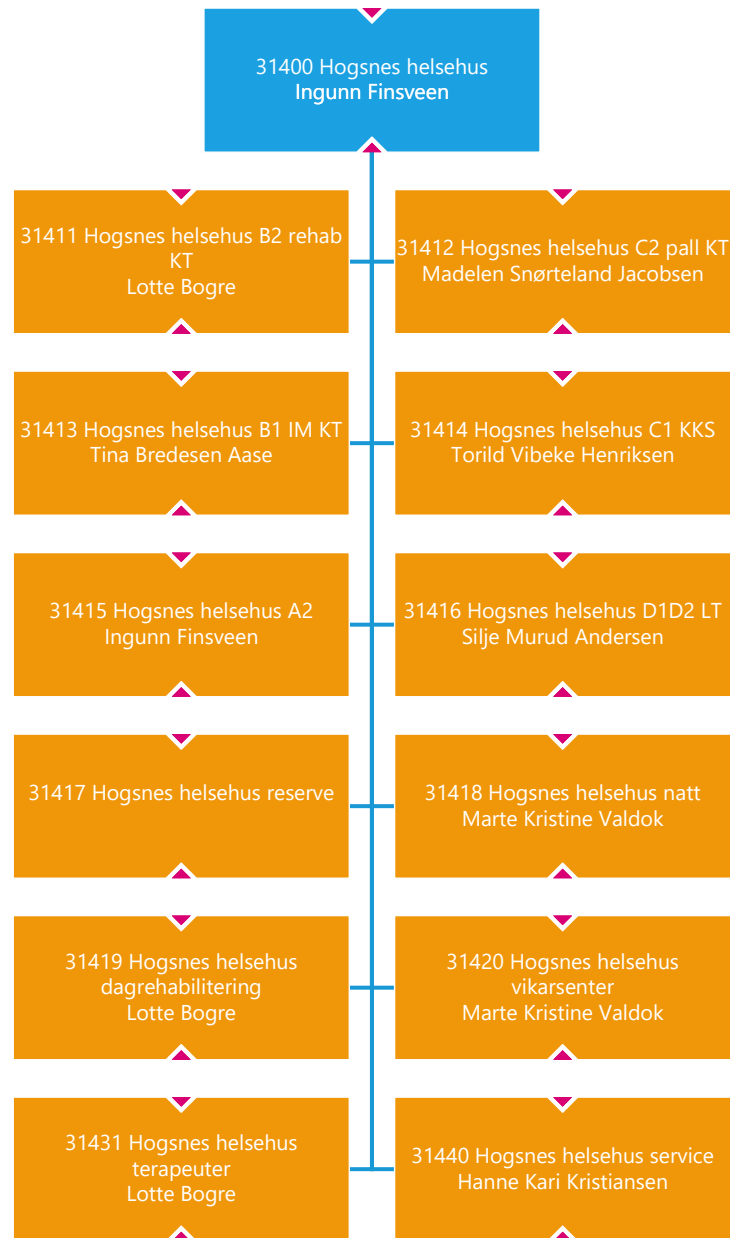 31400 Hogsnes helsehus
Ingunn Finsveen
31411 Hogsnes helsehus B2 rehab
KT
Lotte Bogre
31412 Hogsnes helsehus C2 pall KT
Madelen Snørteland Jacobsen
31413 Hogsnes helsehus B1 IM KT
Tina Bredesen Aase
31414 Hogsnes helsehus C1 KKS
Torild Vibeke Henriksen
31415 Hogsnes helsehus A2
Ingunn Finsveen
31416 Hogsnes helsehus D1D2 LT
Silje Murud Andersen
31417 Hogsnes helsehus reserve
31418 Hogsnes helsehus natt
Marte Kristine Valdok
31419 Hogsnes helsehus
dagrehabilitering
Lotte Bogre
31420 Hogsnes helsehus
vikarsenter
Marte Kristine Valdok
31431 Hogsnes helsehus
terapeuter
Lotte Bogre
31440 Hogsnes helsehus service
Hanne Kari Kristiansen